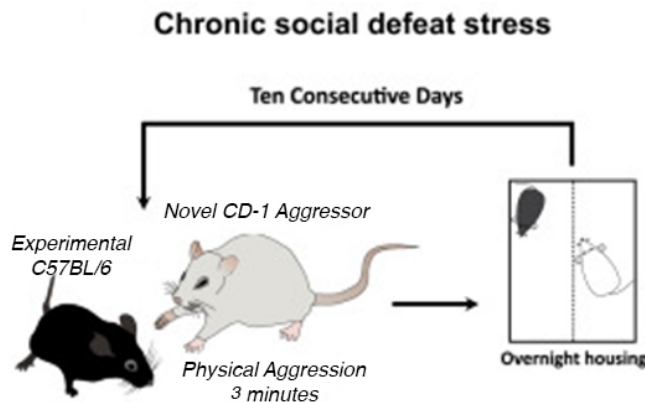 Chronic social defeat stress
Ten Consecutive Days
Novel CD-1 Aggressor
Experimental
C57BL/6
Physical Aggression
3 minutes
Overnight housing